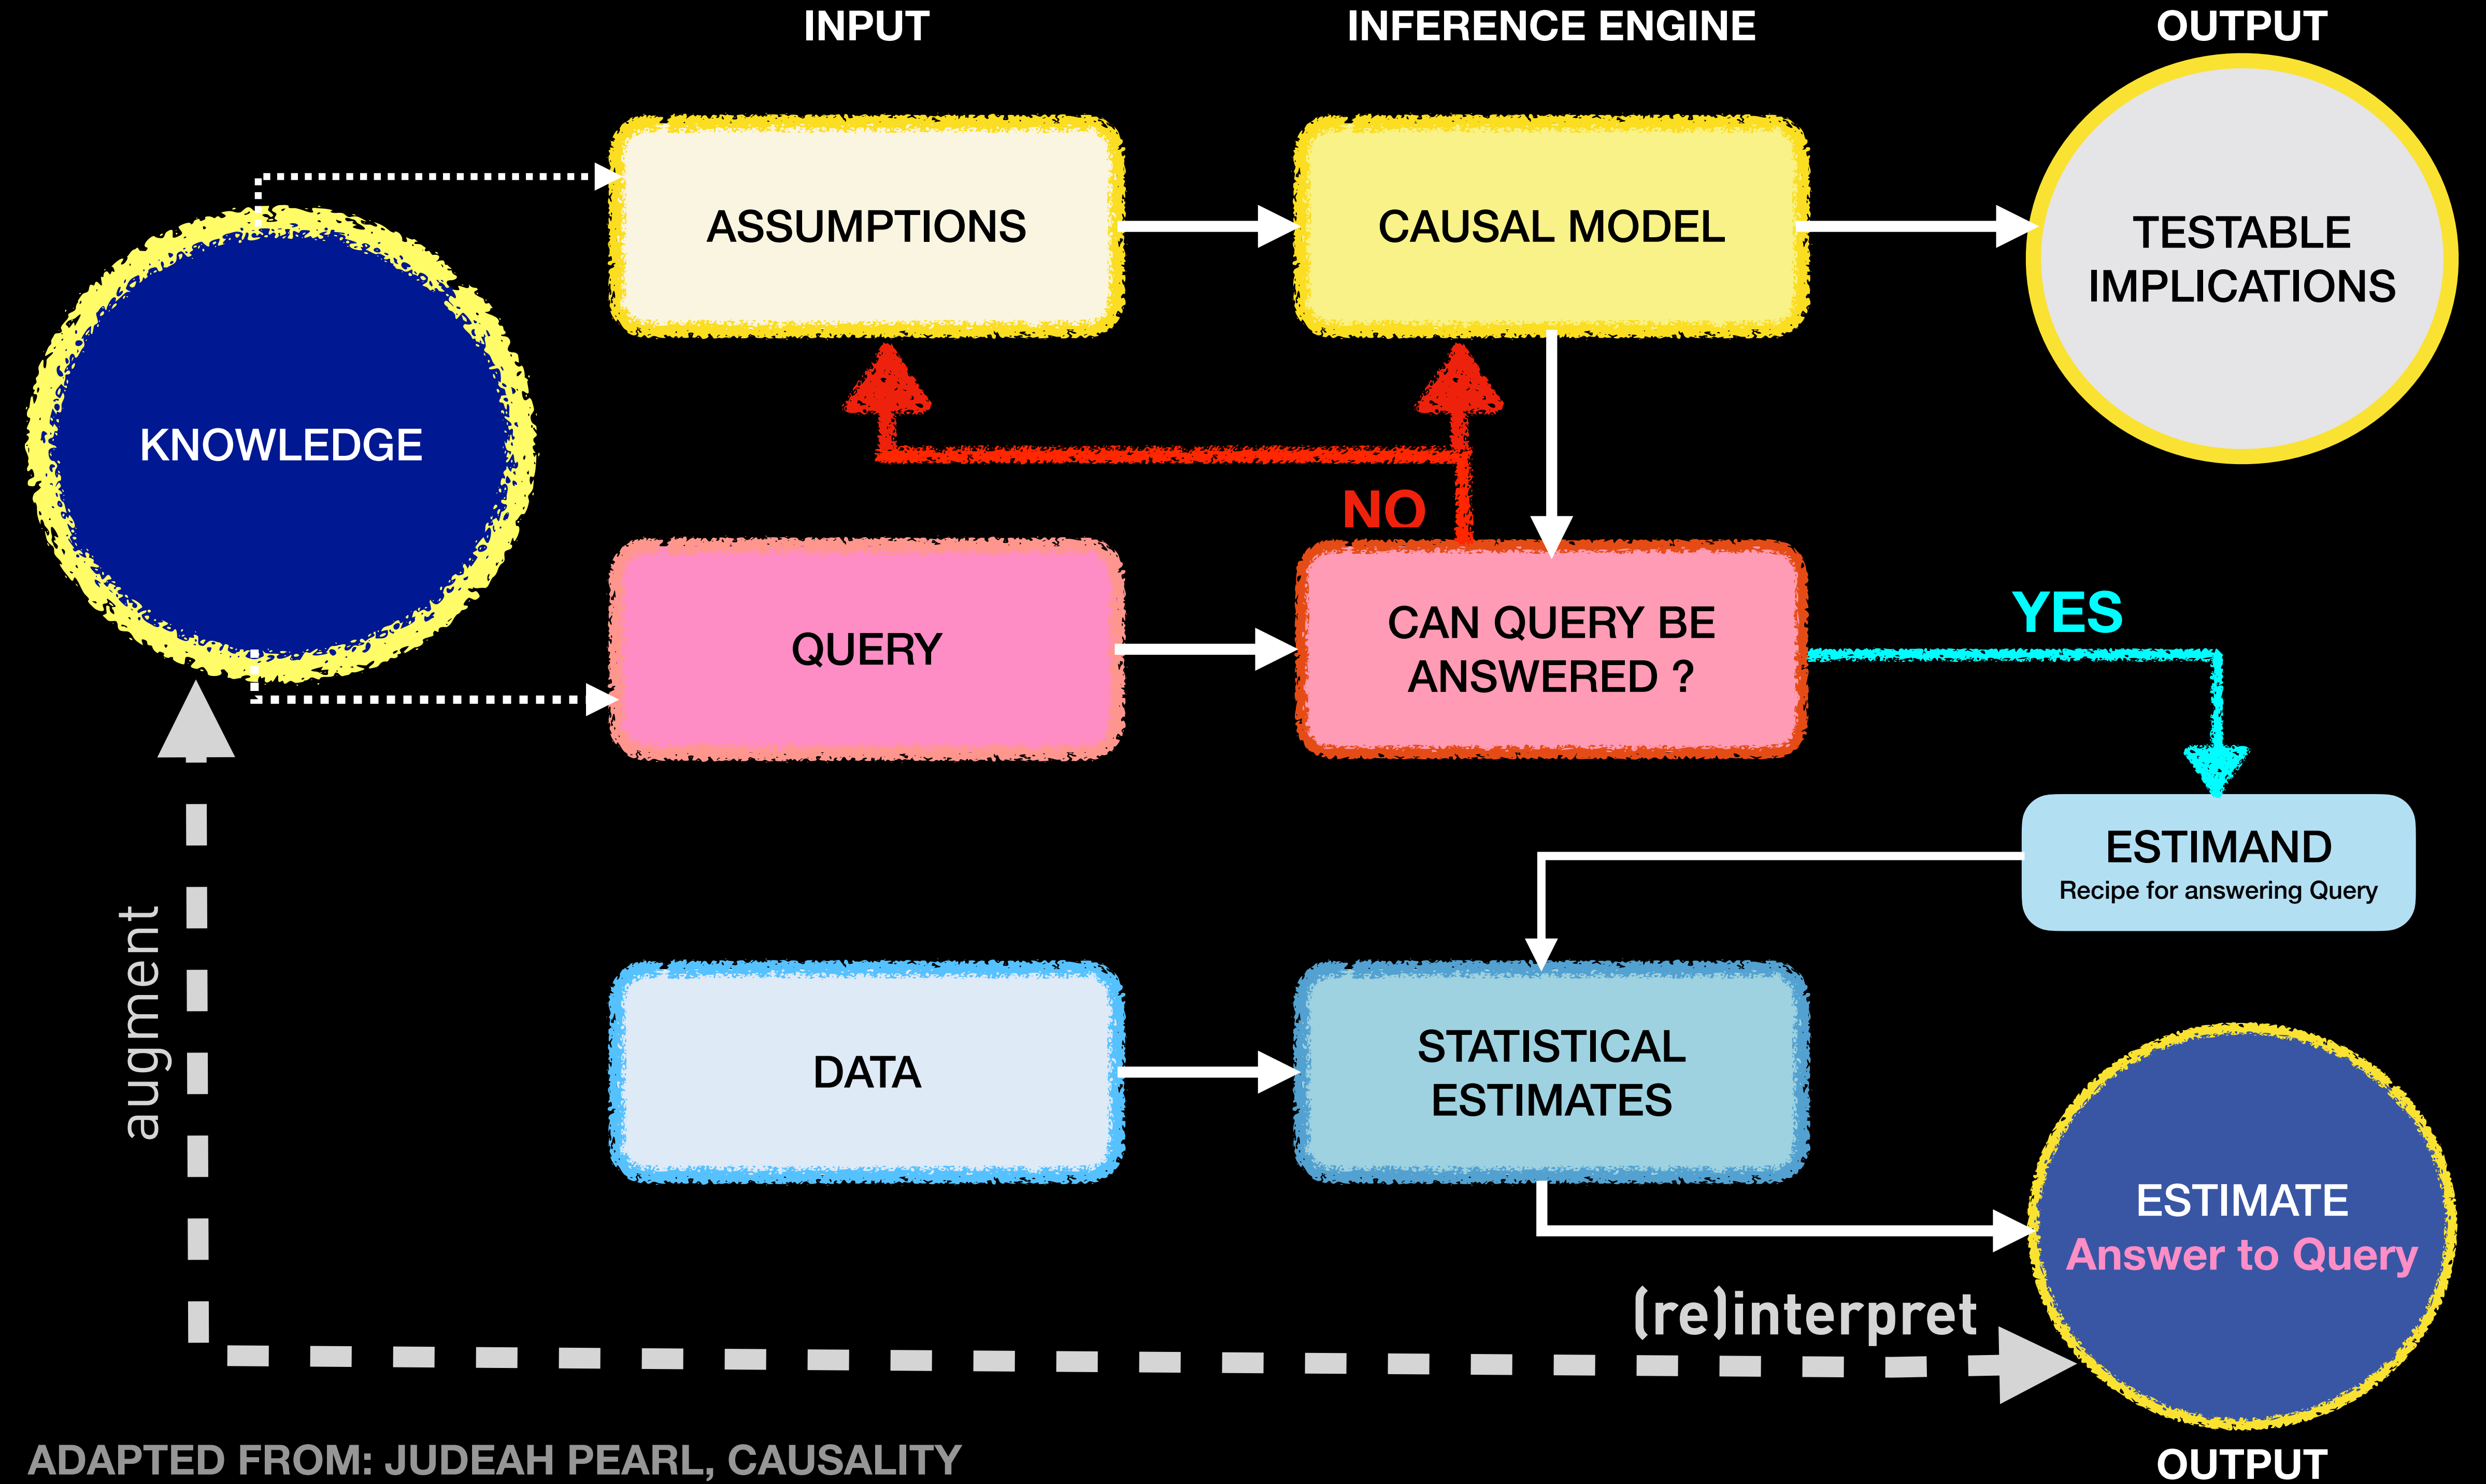 INPUT
INFERENCE ENGINE
OUTPUT
ASSUMPTIONS
CAUSAL MODEL
TESTABLE
IMPLICATIONS
KNOWLEDGE
NO
QUERY
CAN QUERY BE
ANSWERED ?
YES
ESTIMAND
Recipe for answering Query
augment
DATA
STATISTICAL
ESTIMATES
ESTIMATE
Answer to Query
(re)interpret
ADAPTED FROM: JUDEAH PEARL, CAUSALITY
OUTPUT